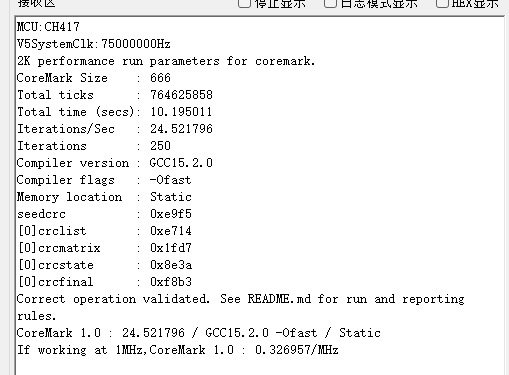 接收区 停止显示 日志模式显示 HEX显示
MCU:CH417
V5SystemClk:75000000Hz
2K performance run parameters for coremark.
CoreMark Size    : 666
Total ticks      : 764625858
Total time (secs): 10.195011
Iterations/Sec   : 24.521796
Iterations       : 250
Compiler version : GCC15.2.0
Compiler flags   : -Ofast
Memory location  : Static
seedcrc          : 0xe9f5
[0]crclist       : 0xe714
[0]crcmatrix     : 0x1fd7
[0]crcstate      : 0x8e3a
[0]crcfinal      : 0xf8b3
Correct operation validated. See README.md for run and reporting
rules.
CoreMark 1.0 : 24.521796 / GCC15.2.0 -Ofast / Static
If working at 1MHz,CoreMark 1.0 : 0.326957/MHz